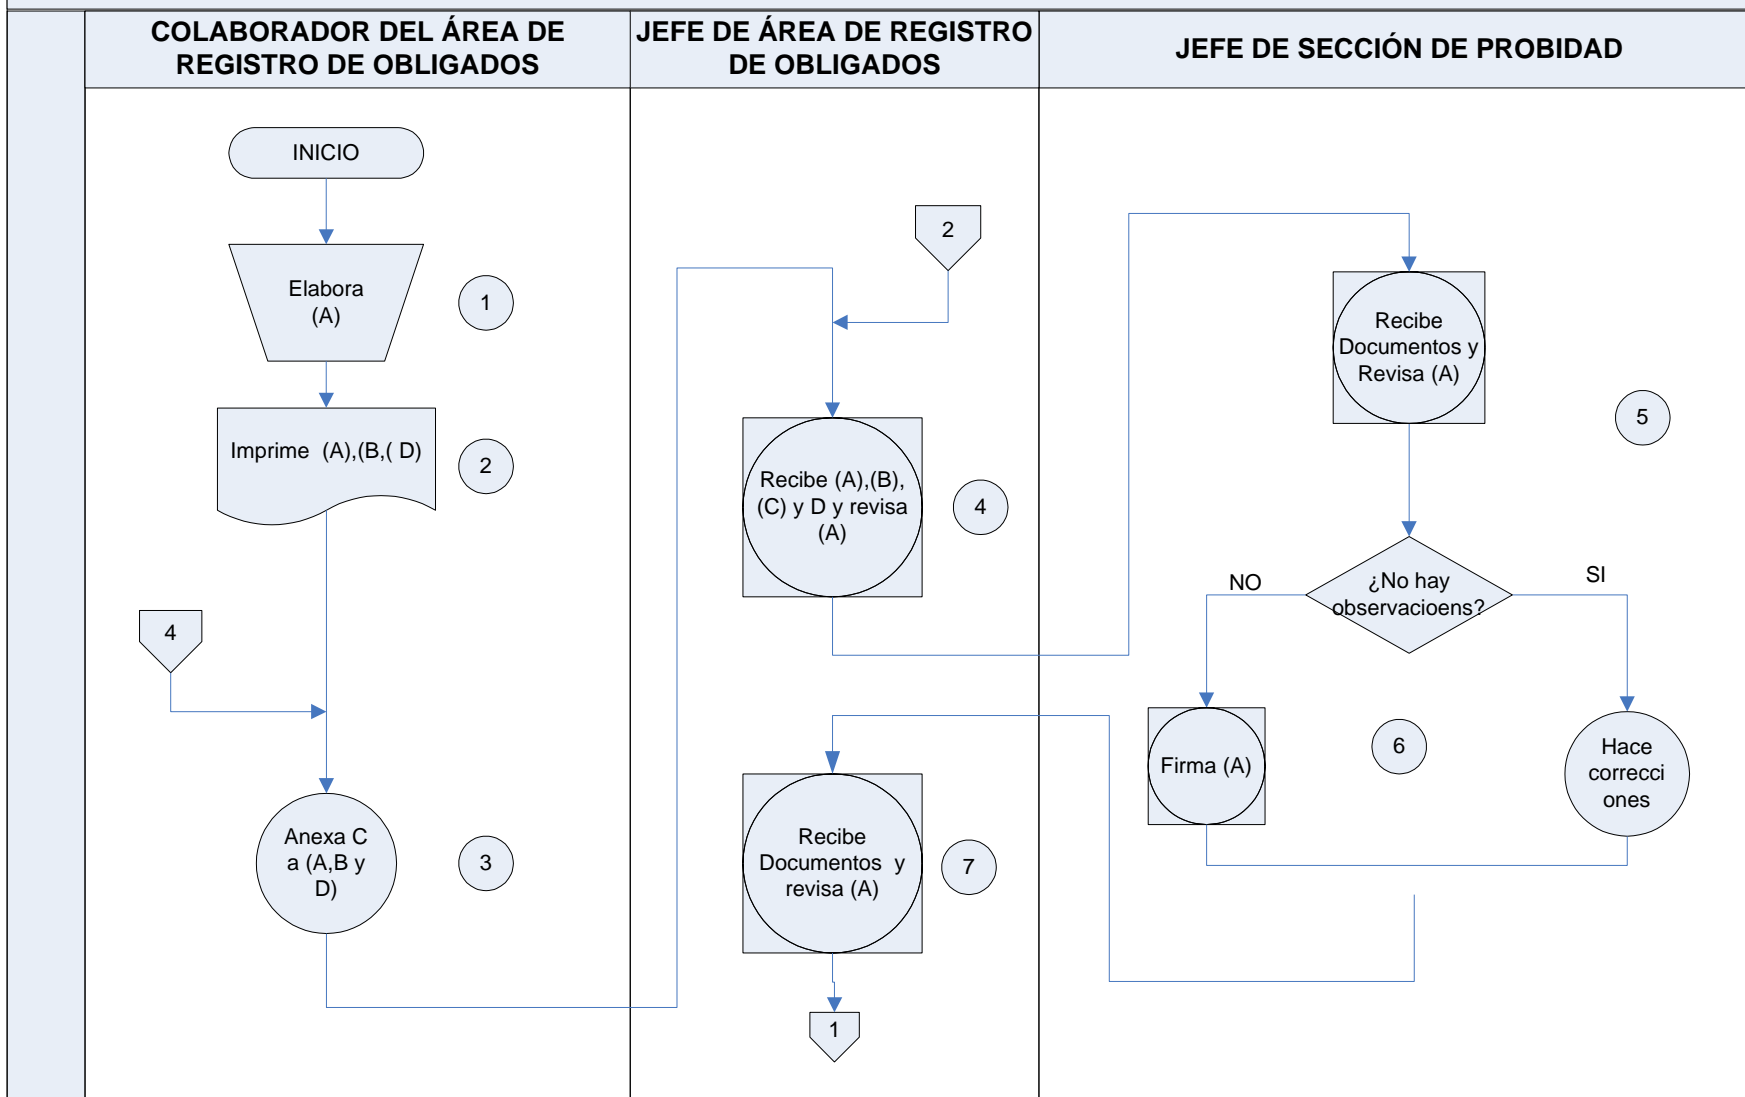 COLABORADOR DEL ÁREA DE
REGISTRO DE OBLIGADOS
JEFE DE ÁREA DE REGISTRO
DE OBLIGADOS
JEFE DE SECCIÓN DE PROBIDAD
INICIO
Elabora
(A)
1
Imprime (A),(B,( D)
2
4
Anexa C
a (A,B y
D)
3
2
Recibe (A),(B),
(C) y D y revisa
(A)
4
Recibe
Documentos y
revisa (A)
7
1
Recibe
Documentos y
Revisa (A)
5
¿No hay
observacioens?
NO
SI
Firma (A)
6
Hace
correcci
ones